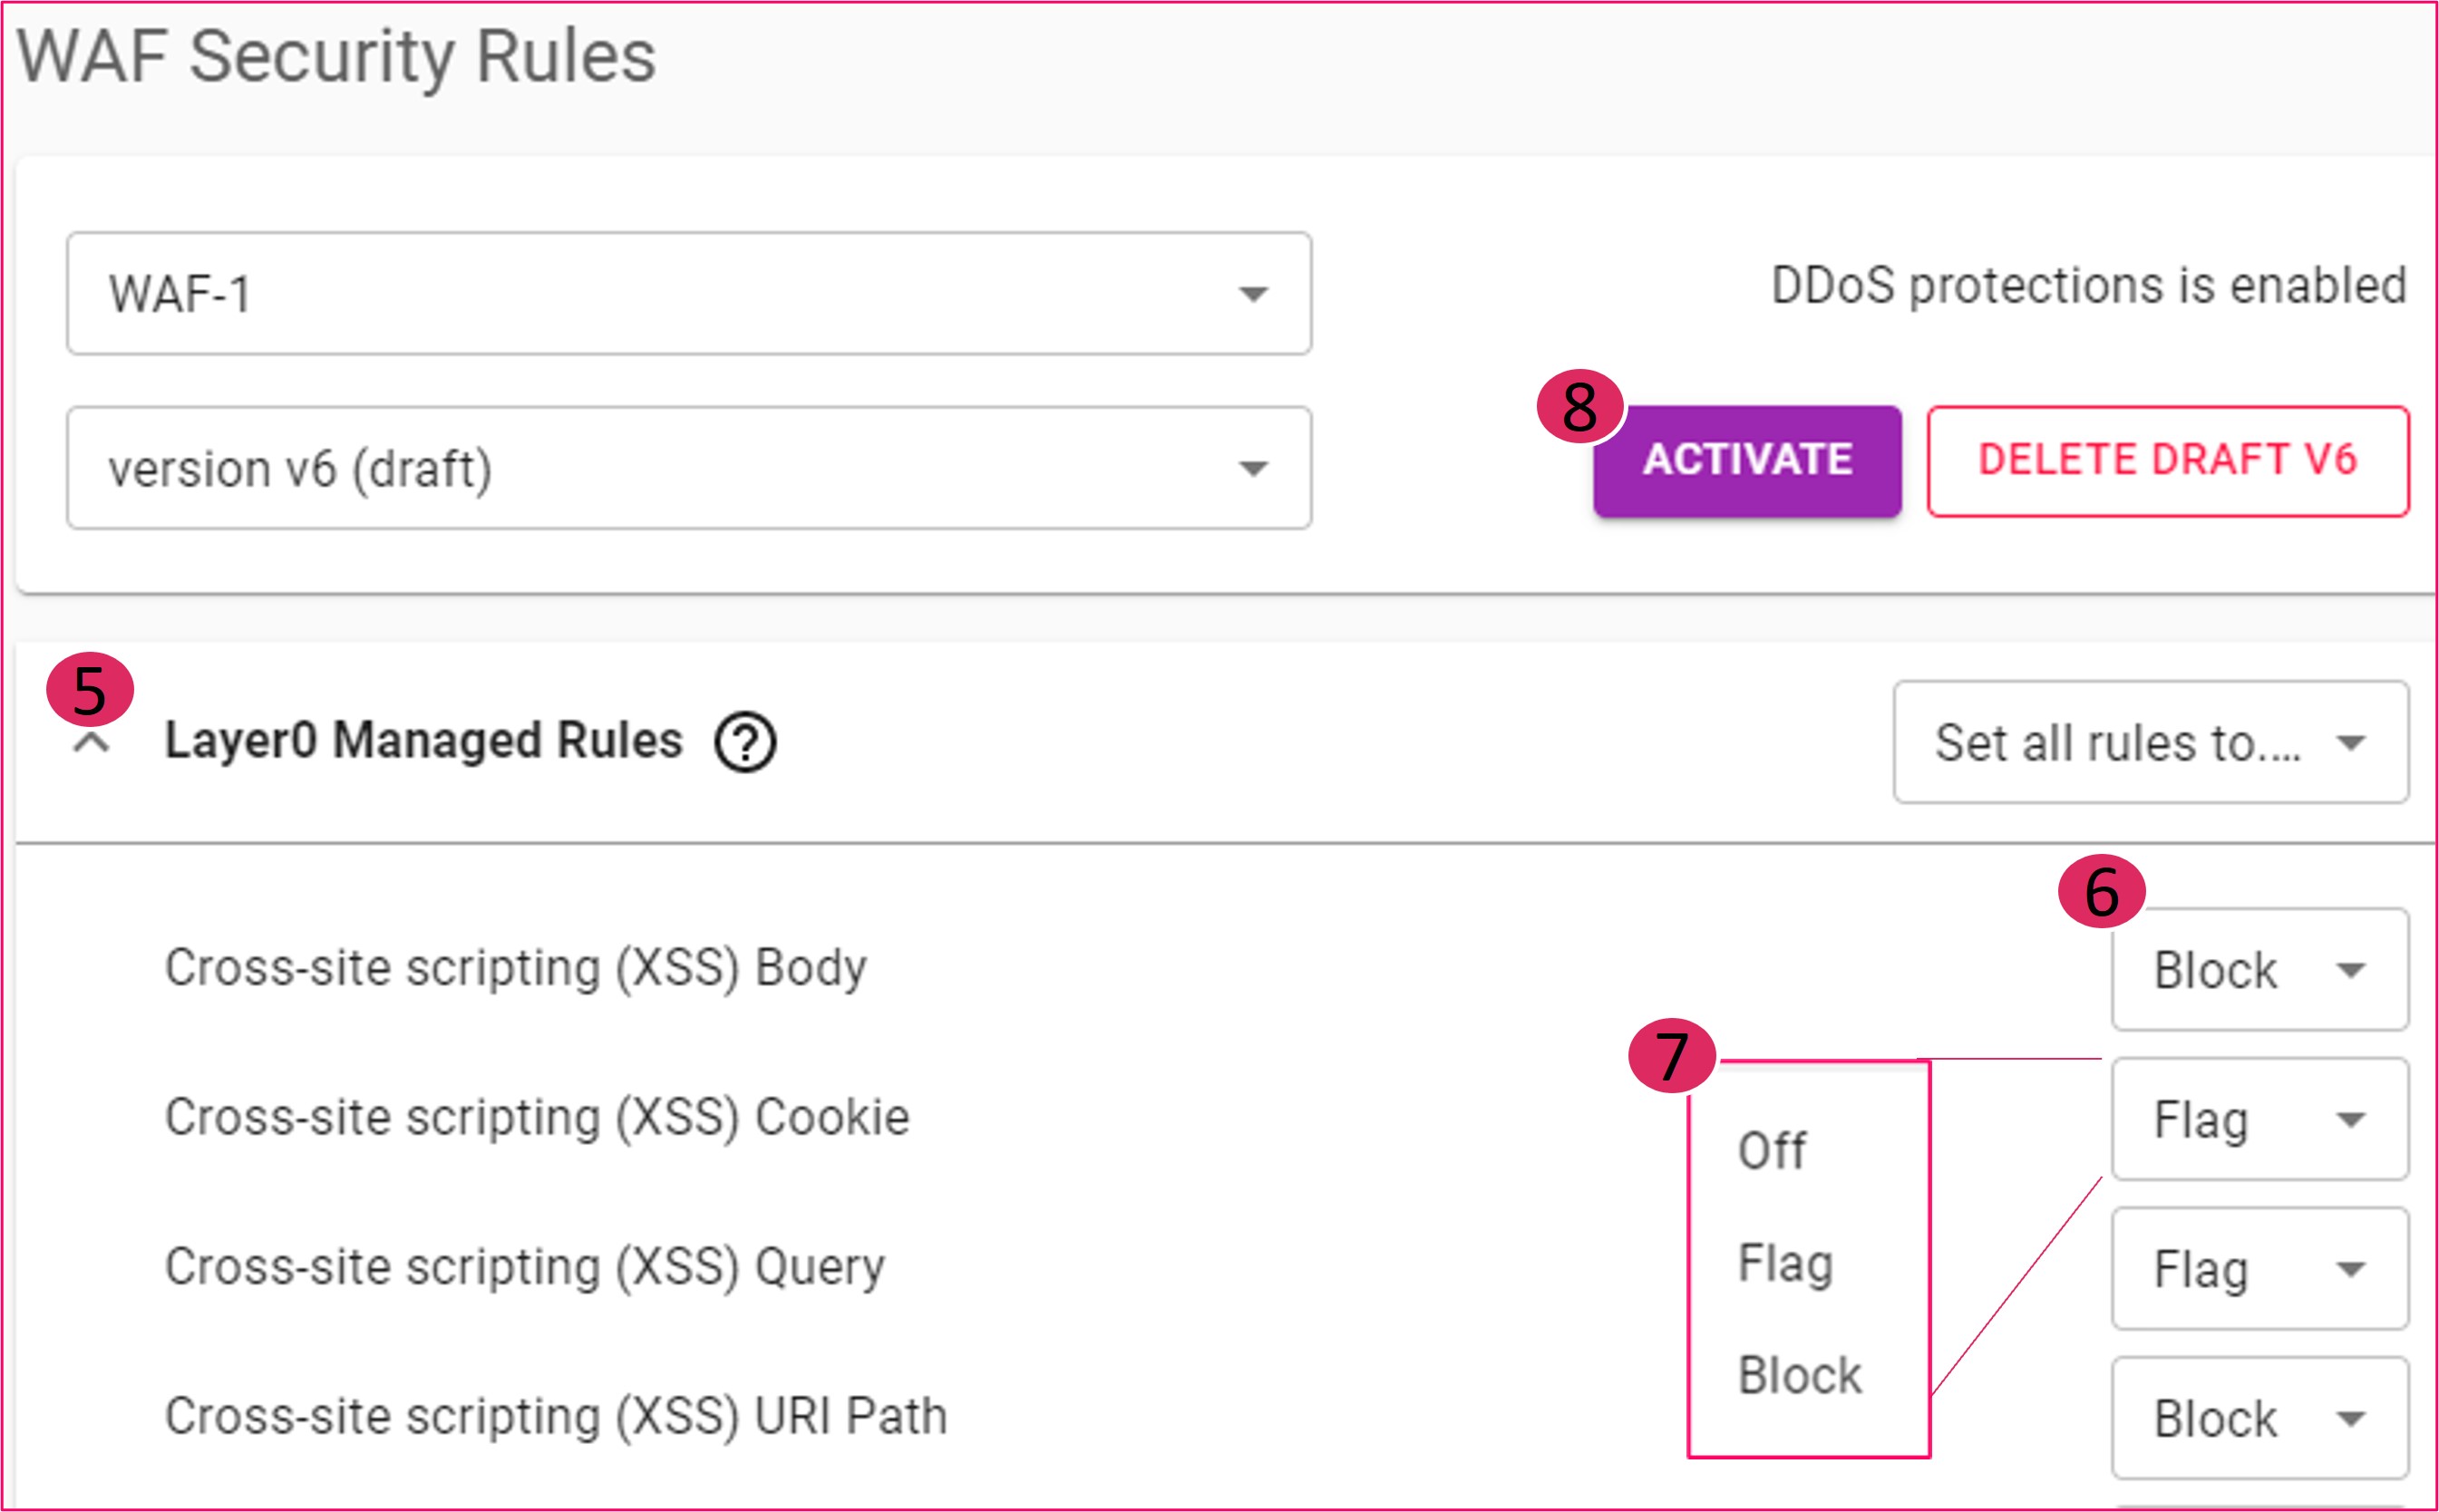 WAF Security Rules
WAF-1
DDoS protections is enabled
version v6 (draft)
8
ACTIVATE
DELETE DRAFT V6
5
Layer0 Managed Rules ?
Set all rules to....
6
Cross-site scripting (XSS) Body
Block
7
Cross-site scripting (XSS) Cookie
Off
Flag
Cross-site scripting (XSS) Query
Flag
Flag
Block
Cross-site scripting (XSS) URI Path
Block